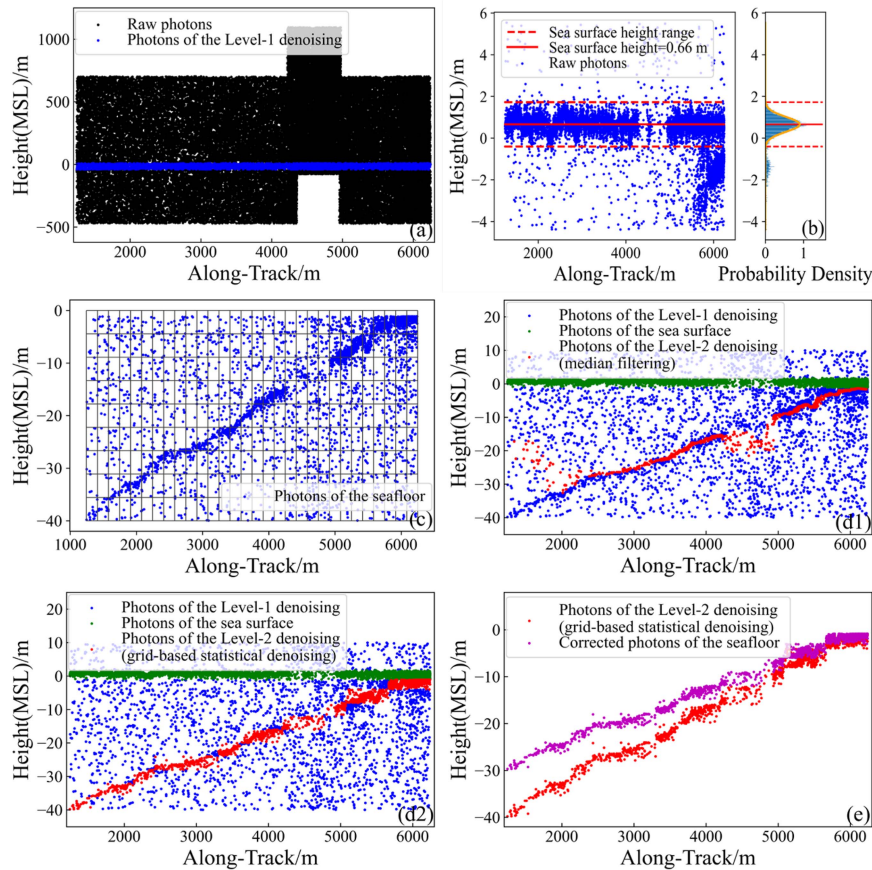 Raw photons
Photons of the Level-1 denoising
1000
500
0
−500
Height(MSL)/m
2000
3000
4000
5000
6000
Along-Track/m
(a)
Sea surface height range
Sea surface height=0.66 m
Raw photons
6
4
2
0
−2
−4
Height(MSL)/m
2000
4000
6000
Along-Track/m
6
4
2
0
−2
−4
0
1
Probability Density
(b)
0
−10
−20
−30
−40
Height(MSL)/m
Photons of the seafloor
(c)
1000
2000
3000
4000
5000
6000
Along-Track/m
Photons of the Level-1 denoising
Photons of the sea surface
Photons of the Level-2 denoising
(median filtering)
20
10
0
−10
−20
−30
−40
Height(MSL)/m
(d1)
2000
3000
4000
5000
6000
Along-Track/m
Photons of the Level-1 denoising
Photons of the sea surface
Photons of the Level-2 denoising
(grid-based statistical denoising)
20
10
0
−10
−20
−30
−40
Height(MSL)/m
(d2)
2000
3000
4000
5000
6000
Along-Track/m
Photons of the Level-2 denoising
(grid-based statistical denoising)
Corrected photons of the seafloor
0
−10
−20
−30
−40
Height(MSL)/m
(e)
2000
3000
4000
5000
6000
Along-Track/m